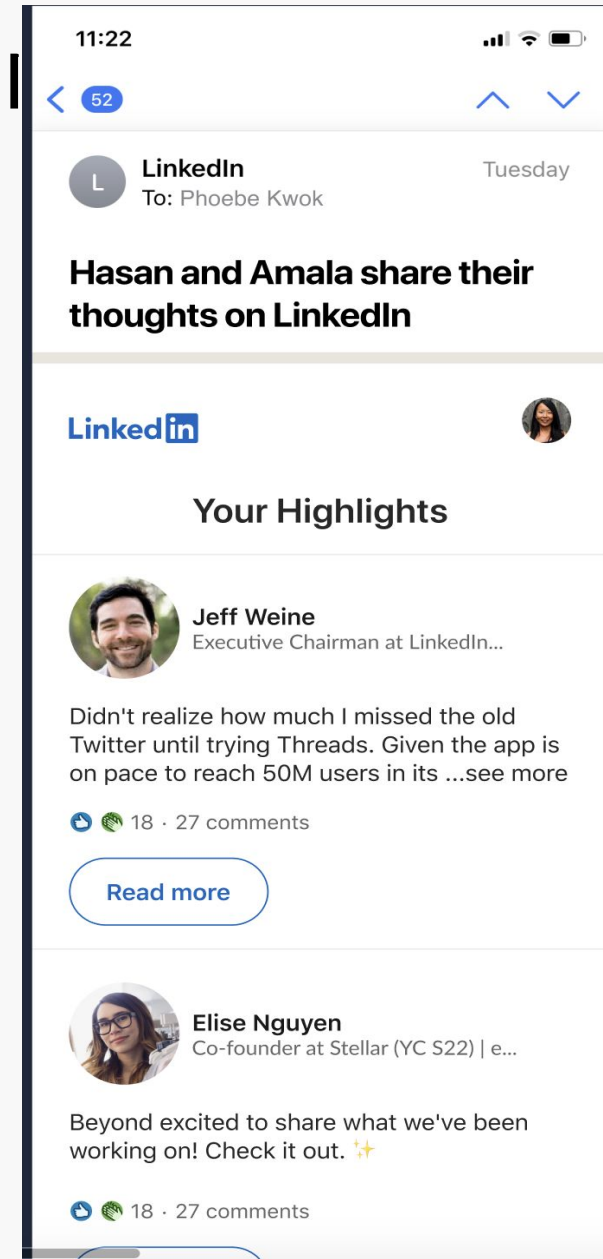 11:22
52
L
LinkedIn
Tuesday
To: Phoebe Kwok
Hasan and Amala share their
thoughts on LinkedIn
Linkedin
Your Highlights
Jeff Weine
Executive Chairman at LinkedIn...
Didn't realize how much I missed the old
Twitter until trying Threads. Given the app is
on pace to reach 50M users in its ...see more
18 · 27 comments
Read more
Elise Nguyen
Co-founder at Stellar (YC S22) | e...
Beyond excited to share what we've been
working on! Check it out. ✨
18 · 27 comments